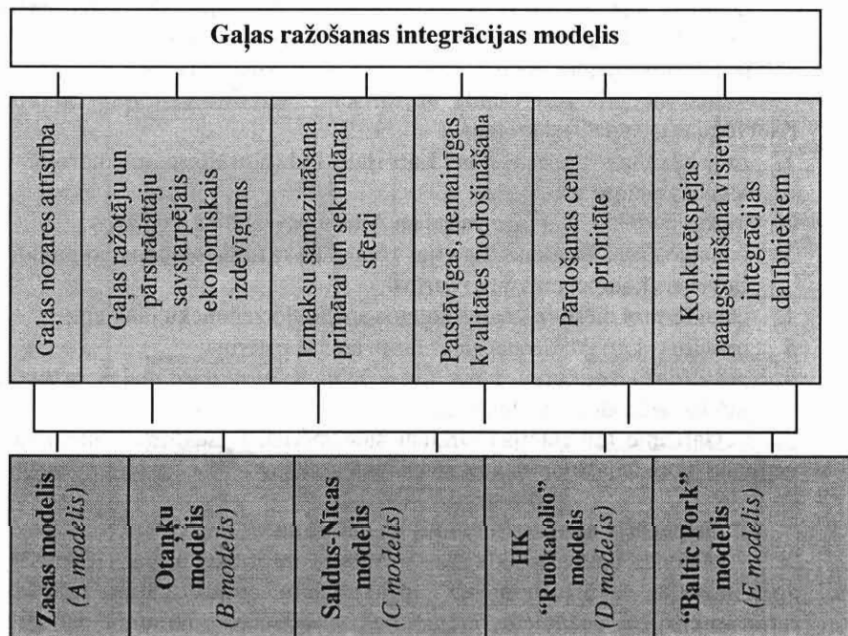 Gaļas ražošanas integrācijas modelis
Gaļas nozares attīstība
Gaļas ražotāju un
pārstrādātāju
savstarpējais
ekonomiskais
izdevīgums
Izmaksu samazināšana
primārai un sekundārai
sfērai
Patstāvīgas, nemainīgas
kvalitātes nodrošināšana
Pārdošanas cenu
prioritāte
Konkrētspējas
paaugstināšana visiem
integrācijas
dalībniekiem
Zasas modelis
(A modelis)
Otaņķu
modelis
(B modelis)
Saldus-Nīcas
modelis
(C modelis)
HK
“Ruokatolio”
modelis
(D modelis)
“Baltic Pork”
modelis
(E modelis)